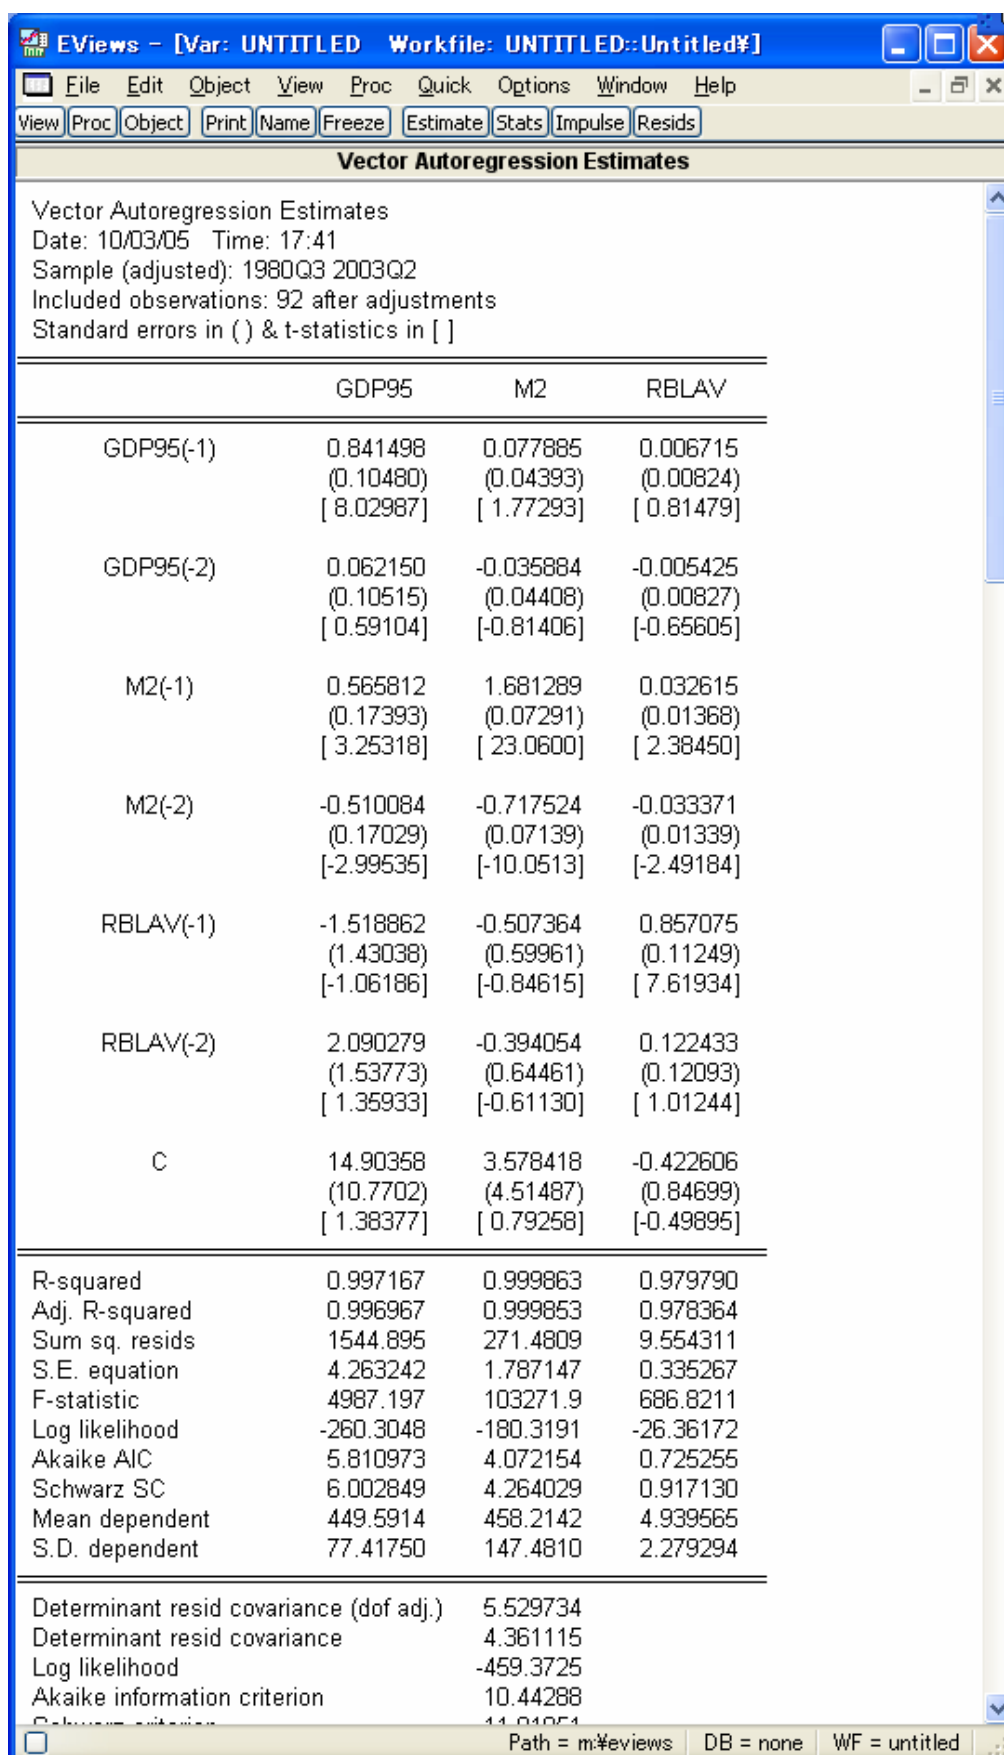 EViews - [Var: UNTITLED Workfile: UNTITLED::Untitled¥]
File Edit Object View Proc Quick Options Window Help
View Proc Object Print Name Freeze Estimate Stats Impulse Resids
Vector Autoregression Estimates
Vector Autoregression Estimates
Date: 10/03/05 Time: 17:41
Sample (adjusted): 1980Q3 2003Q2
Included observations: 92 after adjustments
Standard errors in ( ) & t-statistics in [ ]
GDP95 M2 RBLAV
GDP95(-1) 0.841498 0.077885 0.006715
(0.10480) (0.04393) (0.00824)
[ 8.02987] [ 1.77293] [ 0.81479]
GDP95(-2) 0.062150 -0.035884 -0.005425
(0.10515) (0.04408) (0.00827)
[ 0.59104] [-0.81406] [-0.65605]
M2(-1) 0.565812 1.681289 0.032615
(0.17393) (0.07291) (0.01368)
[ 3.25318] [ 23.0600] [ 2.38450]
M2(-2) -0.510084 -0.717524 -0.033371
(0.17029) (0.07139) (0.01339)
[-2.99535] [-10.0513] [-2.49184]
RBLAV(-1) -1.518862 -0.507364 0.857075
(1.43038) (0.59961) (0.11249)
[-1.06186] [-0.84615] [ 7.61934]
RBLAV(-2) 2.090279 -0.394054 0.122433
(1.53773) (0.64461) (0.12093)
[ 1.35933] [-0.61130] [ 1.01244]
C 14.90358 3.578418 -0.422606
(10.7702) (4.51487) (0.84699)
[ 1.38377] [ 0.79258] [-0.49895]
R-squared 0.997167 0.999863 0.979790
Adj. R-squared 0.996967 0.999853 0.978364
Sum sq. resids 1544.895 271.4809 9.554311
S.E. equation 4.263242 1.787147 0.335267
F-statistic 4987.197 103271.9 686.8211
Log likelihood -260.3048 -180.3191 -26.36172
Akaike AIC 5.810973 4.072154 0.725255
Schwarz SC 6.002849 4.264029 0.917130
Mean dependent 449.5914 458.2142 4.939565
S.D. dependent 77.41750 147.4810 2.279294
Determinant resid covariance (dof adj.) 5.529734
Determinant resid covariance 4.361115
Log likelihood -459.3725
Akaike information criterion 10.44288
Path = m:¥eviews DB = none WF = untitled